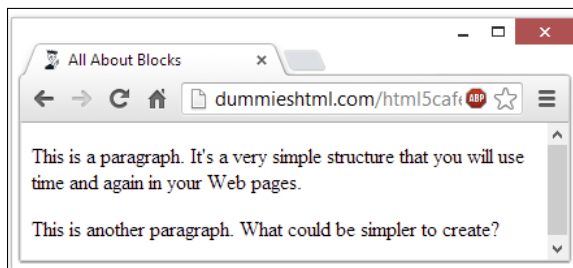 All About Blocks
dummieshtml.com/html5cafe
ABP
This is a paragraph. It's a very simple structure that you will use
time and again in your Web pages.
This is another paragraph. What could be simpler to create?